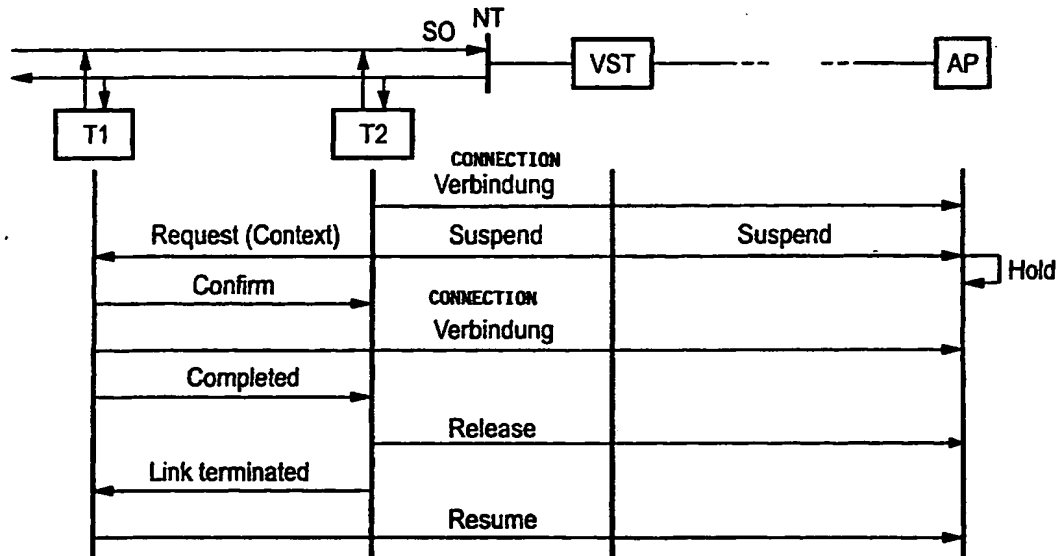 NT
SO
VST
AP
T1
T2
CONNECTION
Verbindung
Request (Context)
Suspend
Suspend
Hold
Confirm
CONNECTION
Verbindung
Completed
Release
Link terminated
Resume